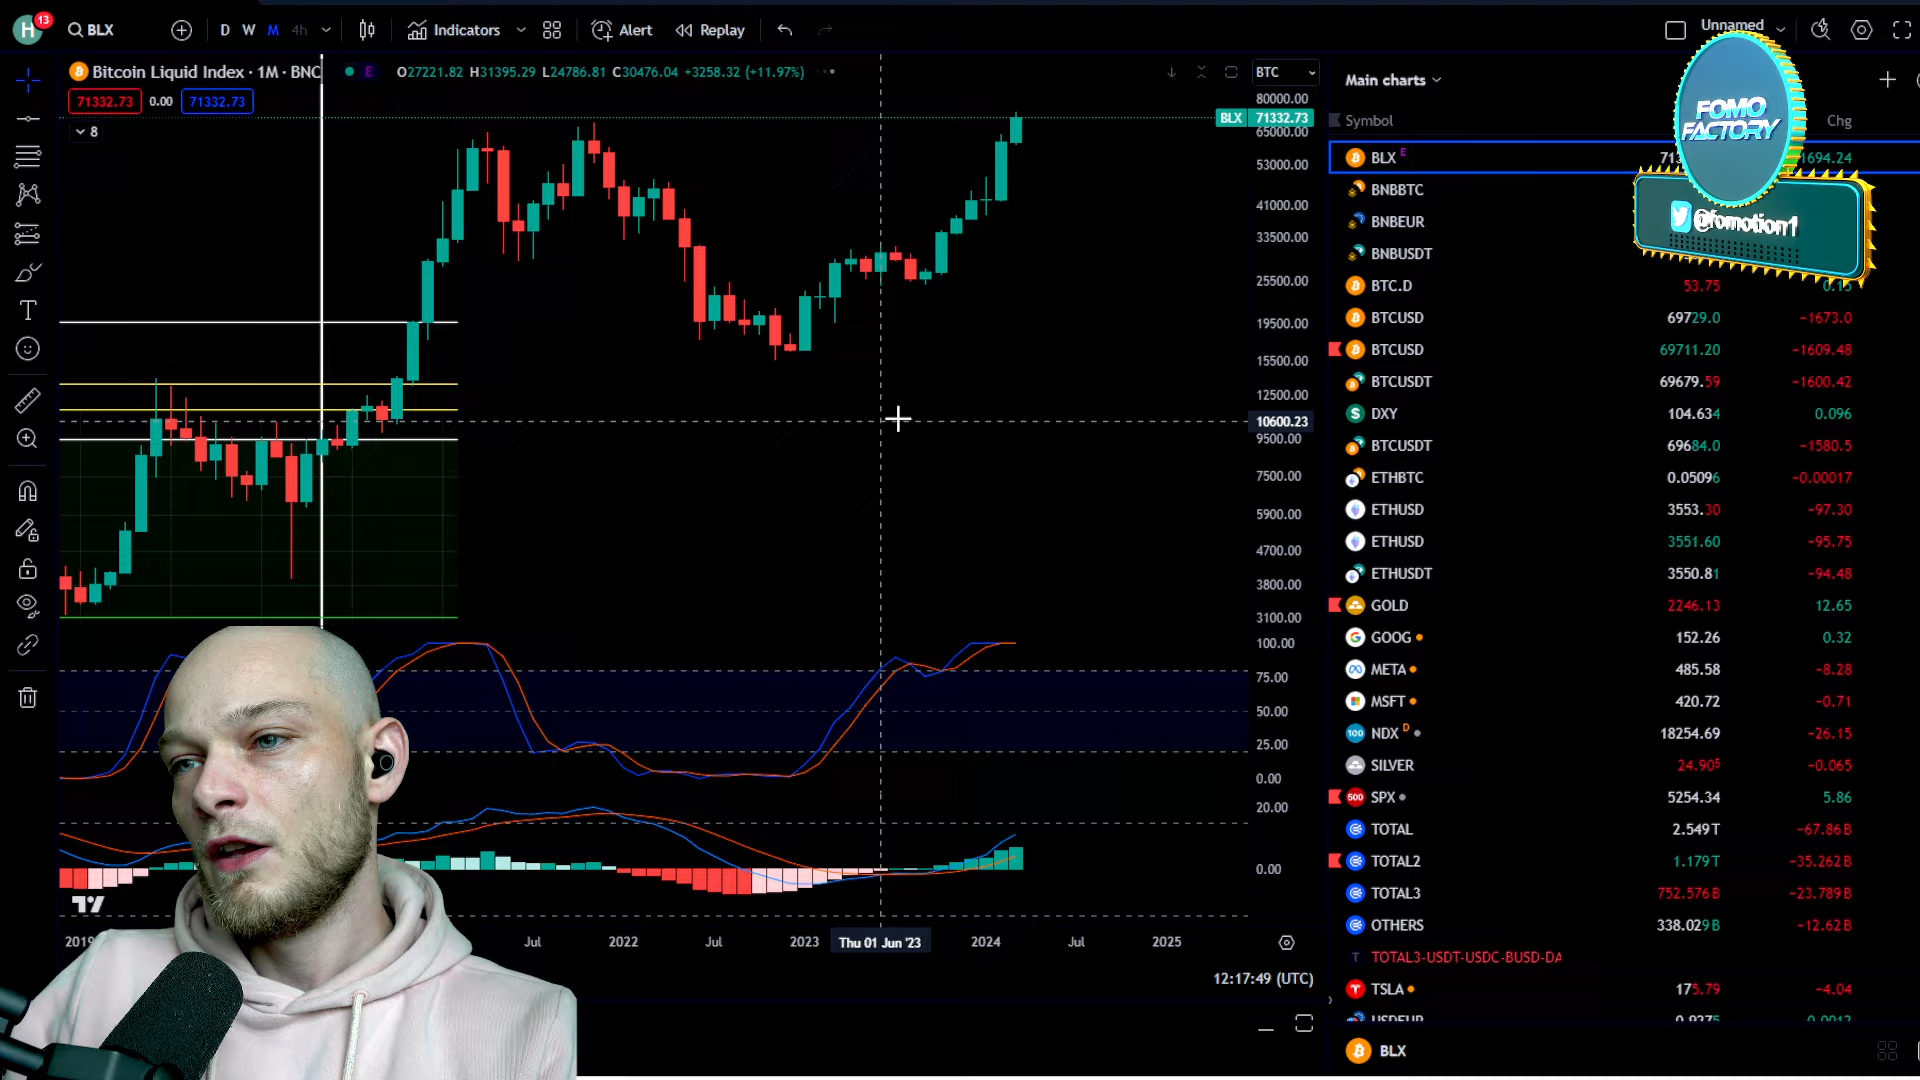 H 13 BLX D W M 4h Indicators Alert Replay Unnamed
Bitcoin Liquid Index · 1M · BNC E O27221.82 H31395.29 L24786.81 C30476.04 +3258.32 (+11.97%) BTC
71332.73 0.00 71332.73
8
80000.00
BLX 71332.73
65000.00
53000.00
41000.00
33500.00
25500.00
19500.00
15500.00
12500.00
10600.23
9500.00
7500.00
5900.00
4700.00
3800.00
3100.00
100.00
75.00
50.00
25.00
0.00
20.00
0.00
2019 Jul 2022 Jul 2023 Thu 01 Jun '23 2024 Jul 2025
12:17:49 (UTC)
Main charts
Symbol Chg
FOMO
FACTORY
@fomotion1
BLX E 1694.24
BNBBTC
BNBEUR
BNBUSDT
BTC.D 53.75 0.15
BTCUSD 69729.0 −1673.0
BTCUSD 69711.20 −1609.48
BTCUSDT 69679.59 −1600.42
DXY 104.634 0.096
BTCUSDT 69684.0 −1580.5
ETHBTC 0.05096 −0.00017
ETHUSD 3553.30 −97.30
ETHUSD 3551.60 −95.75
ETHUSDT 3550.81 −94.48
GOLD 2246.13 12.65
GOOG 152.26 0.32
META 485.58 −8.28
MSFT 420.72 −0.71
100 NDX D 18254.69 −26.15
SILVER 24.905 −0.065
500 SPX 5254.34 5.86
TOTAL 2.549T −67.86B
TOTAL2 1.179T −35.262B
TOTAL3 752.576B −23.789B
OTHERS 338.029B −12.62B
T TOTAL3-USDT-USDC-BUSD-DA
TSLA 175.79 −4.04
USDEUR 0.9275 0.0012
BLX